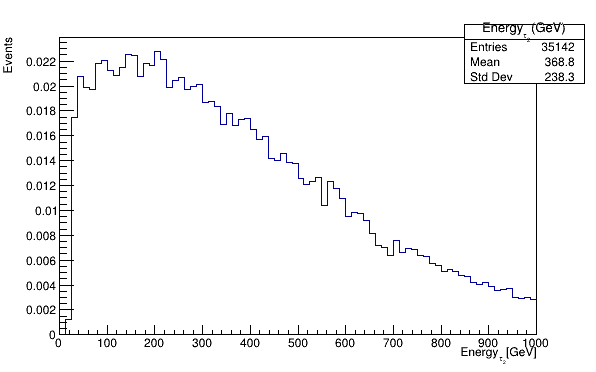 Energy_τ₂ (GeV)
Entries 35142
Mean 368.8
Std Dev 238.3
Events
0.022
0.02
0.018
0.016
0.014
0.012
0.01
0.008
0.006
0.004
0.002
0
0 100 200 300 400 500 600 700 800 900 1000
Energy_τ₂ [GeV]